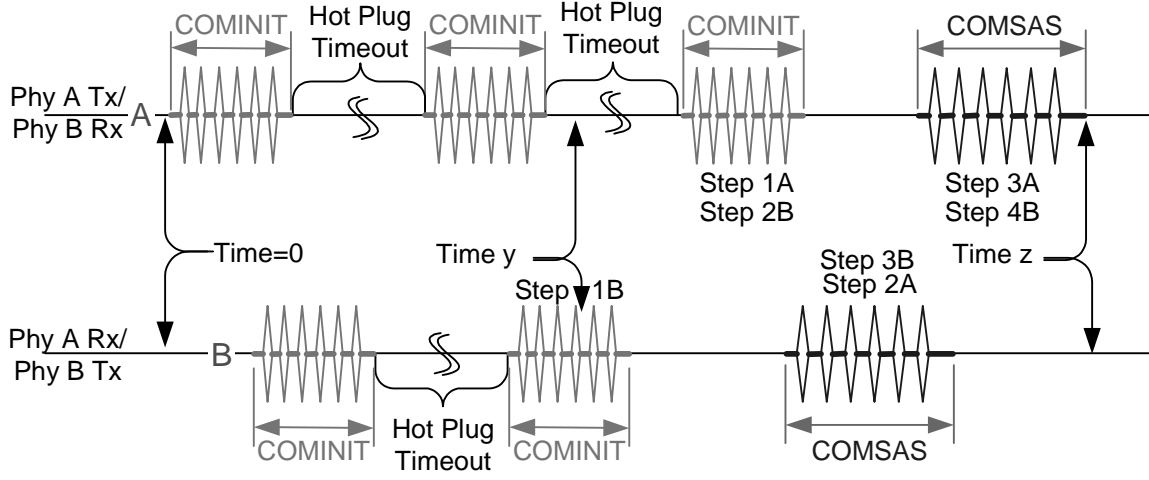 COMINIT
Hot Plug
Timeout
COMINIT
Hot Plug
Timeout
COMINIT
COMSAS
Phy A Tx/
Phy B Rx
A
Step 1A
Step 2B
Step 3A
Step 4B
Time=0
Time y
Time z
Step 1B
Step 3B
Step 2A
Phy A Rx/
Phy B Tx
B
COMINIT
Hot Plug
Timeout
COMINIT
COMSAS